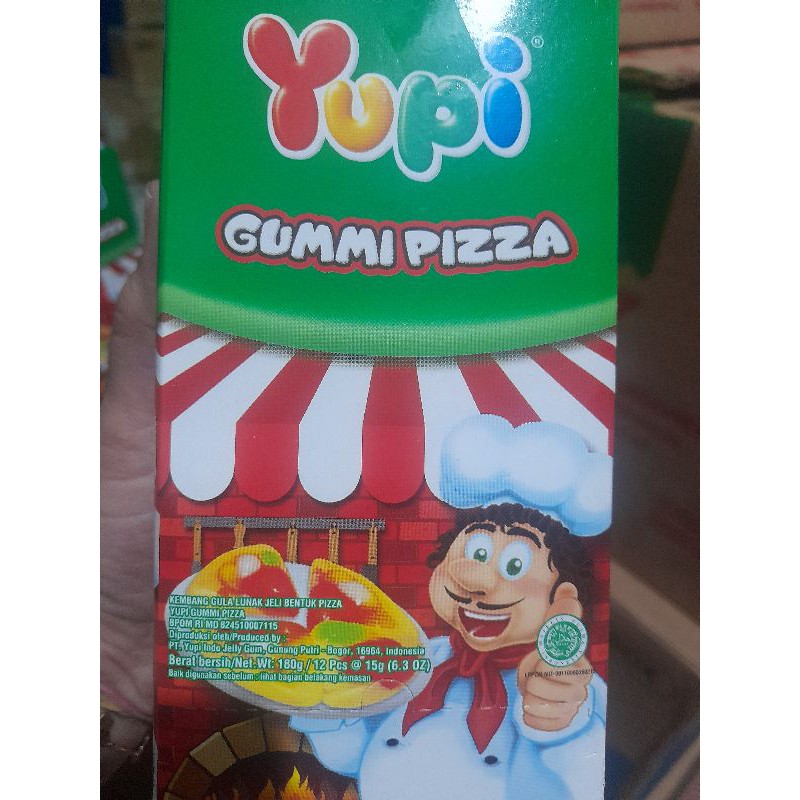 Yupi®
GUMMI PIZZA
KEMBANG GULA LUNAK JELI BENTUK PIZZA
YUPI GUMMI PIZZA
BPOM RI MD 824510007115
Diproduksi oleh/Produced by :
PT. Yupi Indo Jelly Gum, Gunung Putri - Bogor, 16964, Indonesia
Berat bersih/Net Wt: 180g / 12 Pcs @ 15g (6.3 OZ)
Baik digunakan sebelum : lihat bagian belakang kemasan